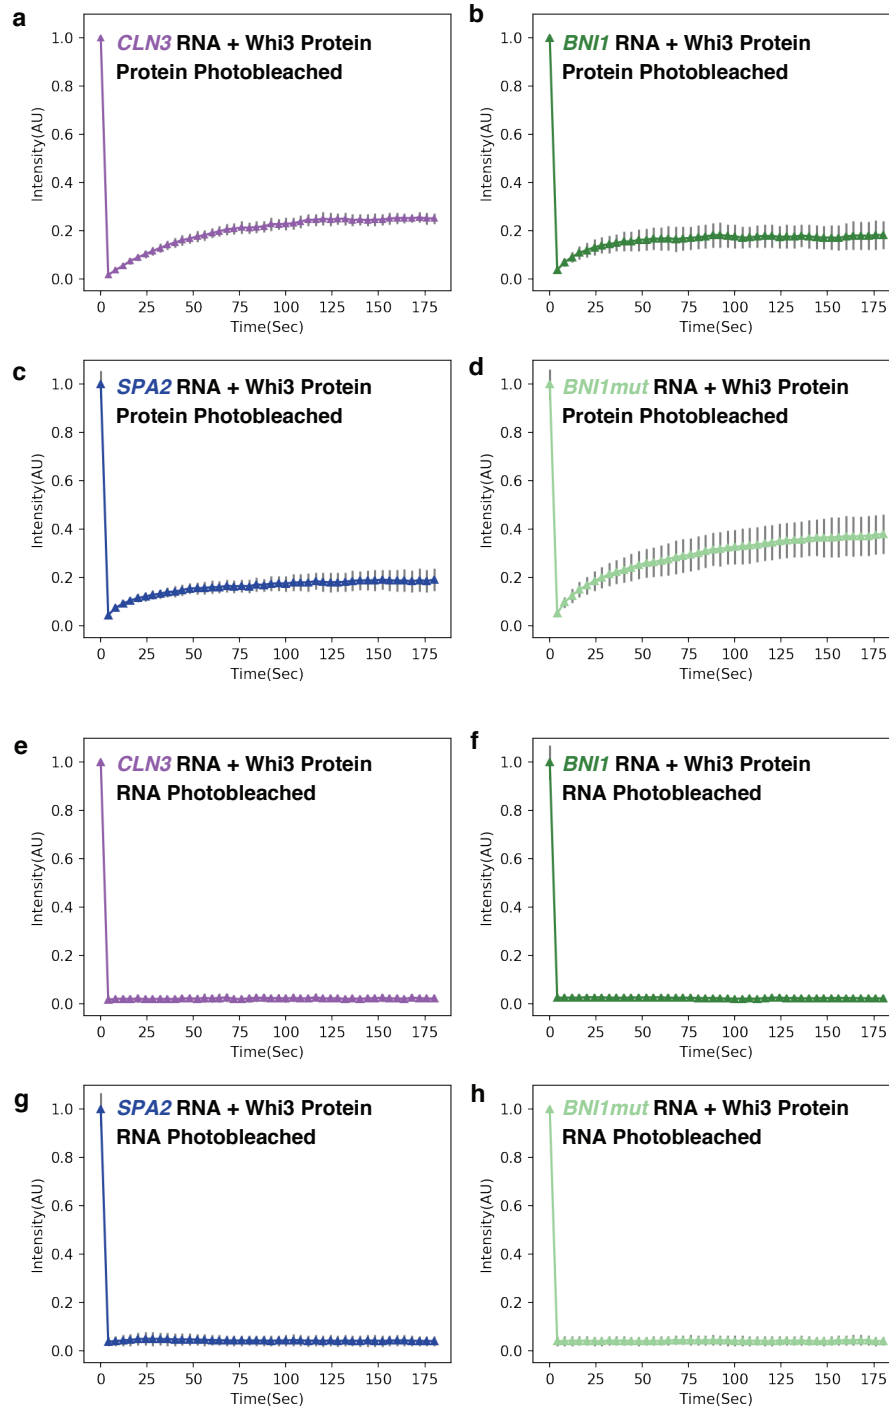 a
CLN3 RNA + Whi3 Protein
Protein Photobleached
1.0
0.8
0.6
0.4
0.2
0.0
Intensity(AU)
0 25 50 75 100 125 150 175
Time(Sec)
b
BNI1 RNA + Whi3 Protein
Protein Photobleached
1.0
0.8
0.6
0.4
0.2
0.0
Intensity(AU)
0 25 50 75 100 125 150 175
Time(Sec)
c
SPA2 RNA + Whi3 Protein
Protein Photobleached
1.0
0.8
0.6
0.4
0.2
0.0
Intensity(AU)
0 25 50 75 100 125 150 175
Time(Sec)
d
BNI1mut RNA + Whi3 Protein
Protein Photobleached
1.0
0.8
0.6
0.4
0.2
0.0
Intensity(AU)
0 25 50 75 100 125 150 175
Time(Sec)
e
CLN3 RNA + Whi3 Protein
RNA Photobleached
1.0
0.8
0.6
0.4
0.2
0.0
Intensity(AU)
0 25 50 75 100 125 150 175
Time(Sec)
f
BNI1 RNA + Whi3 Protein
RNA Photobleached
1.0
0.8
0.6
0.4
0.2
0.0
Intensity(AU)
0 25 50 75 100 125 150 175
Time(Sec)
g
SPA2 RNA + Whi3 Protein
RNA Photobleached
1.0
0.8
0.6
0.4
0.2
0.0
Intensity(AU)
0 25 50 75 100 125 150 175
Time(Sec)
h
BNI1mut RNA + Whi3 Protein
RNA Photobleached
1.0
0.8
0.6
0.4
0.2
0.0
Intensity(AU)
0 25 50 75 100 125 150 175
Time(Sec)